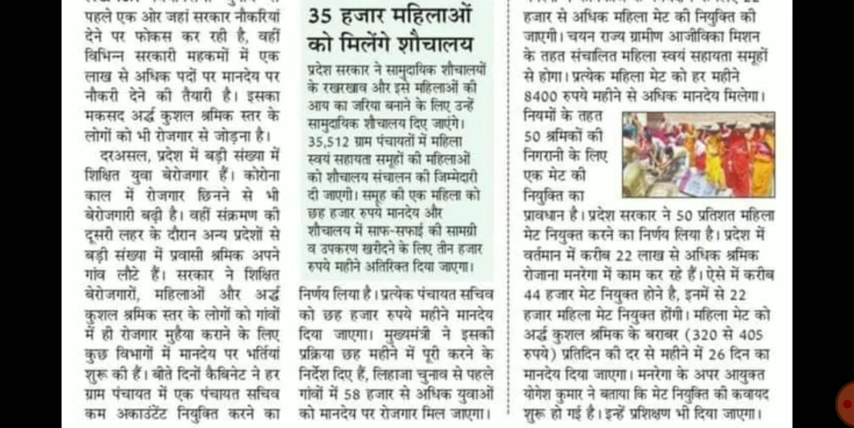 पहले एक ओर जहां सरकार नौकरियां
देने पर फोकस कर रही है, वहीं
विभिन्न सरकारी महकमों में एक
लाख से अधिक पदों पर मानदेय पर
नौकरी देने की तैयारी है। इसका
मकसद अर्द्ध कुशल श्रमिक स्तर के
लोगों को भी रोजगार से जोड़ना है।
दरअसल, प्रदेश में बड़ी संख्या में
शिक्षित युवा बेरोजगार हैं। कोरोना
काल में रोजगार छिनने से भी
बेरोजगारी बढ़ी है। वहीं संक्रमण की
दूसरी लहर के दौरान अन्य प्रदेशों से
बड़ी संख्या में प्रवासी श्रमिक अपने
गांव लौटे हैं। सरकार ने शिक्षित
बेरोजगारों, महिलाओं और अर्द्ध
कुशल श्रमिक स्तर के लोगों को गांवों
में ही रोजगार मुहैया कराने के लिए
कुछ विभागों में मानदेय पर भर्तियां
शुरू की हैं। बीते दिनों कैबिनेट ने हर
ग्राम पंचायत में एक पंचायत सचिव
कम अकाउंटेंट नियुक्ति करने का
35 हजार महिलाओं
को मिलेंगे शौचालय
प्रदेश सरकार ने सामुदायिक शौचालयों
के रखरखाव और इसे महिलाओं की
आय का जरिया बनाने के लिए उन्हें
सामुदायिक शौचालय दिए जाएंगे।
35,512 ग्राम पंचायतों में महिला
स्वयं सहायता समूहों की महिलाओं
को शौचालय संचालन की जिम्मेदारी
दी जाएगी। समूह की एक महिला को
छह हजार रुपये मानदेय और
शौचालय में साफ-सफाई की सामग्री
व उपकरण खरीदने के लिए तीन हजार
रुपये महीने अतिरिक्त दिया जाएगा।
निर्णय लिया है। प्रत्येक पंचायत सचिव
को छह हजार रुपये महीने मानदेय
दिया जाएगा। मुख्यमंत्री ने इसकी
प्रक्रिया छह महीने में पूरी करने के
निर्देश दिए हैं, लिहाजा चुनाव से पहले
गांवों में 58 हजार से अधिक युवाओं
को मानदेय पर रोजगार मिल जाएगा।
हजार से अधिक महिला मेट की नियुक्ति की
जाएगी। चयन राज्य ग्रामीण आजीविका मिशन
के तहत संचालित महिला स्वयं सहायता समूहों
से होगा। प्रत्येक महिला मेट को हर महीने
8400 रुपये महीने से अधिक मानदेय मिलेगा।
नियमों के तहत
50 श्रमिकों की
निगरानी के लिए
एक मेट की
नियुक्ति का
प्रावधान है। प्रदेश सरकार ने 50 प्रतिशत महिला
मेट नियुक्त करने का निर्णय लिया है। प्रदेश में
वर्तमान में करीब 22 लाख से अधिक श्रमिक
रोजाना मनरेगा में काम कर रहे हैं। ऐसे में करीब
44 हजार मेट नियुक्त होने है, इनमें से 22
हजार महिला मेट नियुक्त होंगी। महिला मेट को
अर्द्ध कुशल श्रमिक के बराबर (320 से 405
रुपये) प्रतिदिन की दर से महीने में 26 दिन का
मानदेय दिया जाएगा। मनरेगा के अपर आयुक्त
योगेश कुमार ने बताया कि मेट नियुक्ति की कवायद
शुरू हो गई है। इन्हें प्रशिक्षण भी दिया जाएगा।